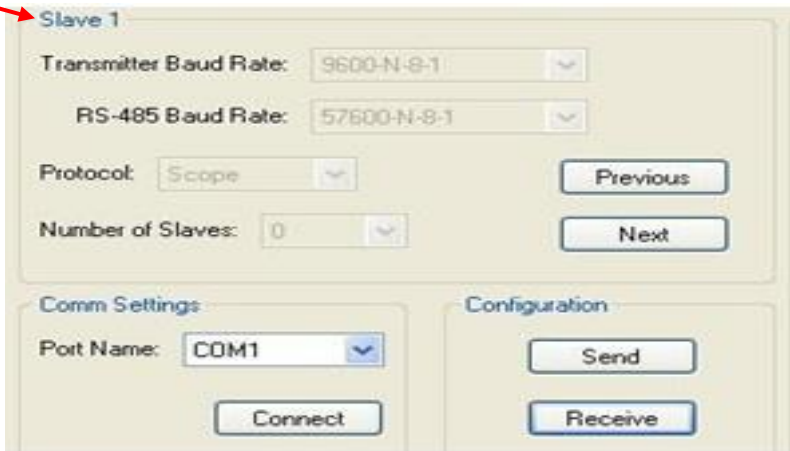 Slave 1
Transmitter Baud Rate: 9600-N-8-1
RS-485 Baud Rate: 57600-N-8-1
Protocol: Scope
Previous
Number of Slaves: 0
Next
Comm Settings
Port Name: COM1
Connect
Configuration
Send
Receive